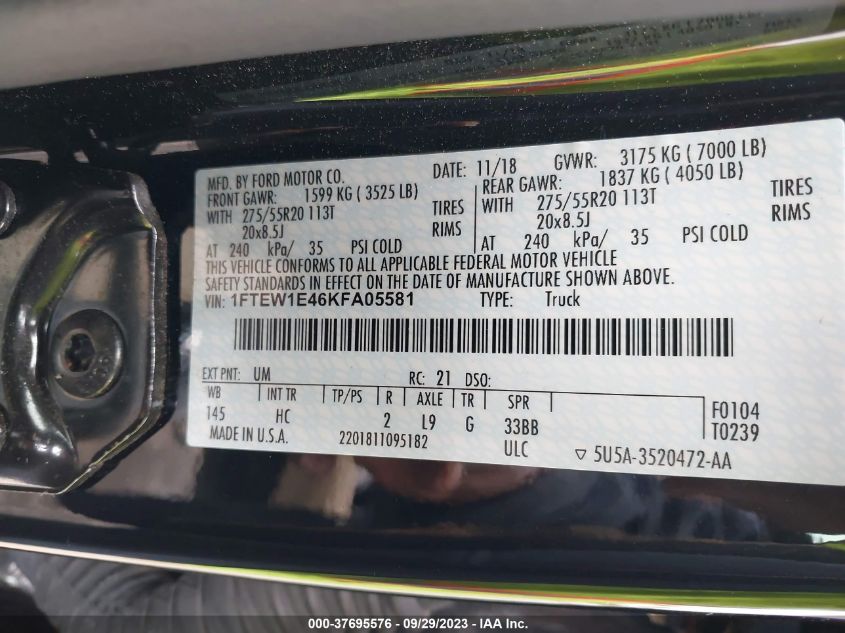 MFD. BY FORD MOTOR CO.
DATE: 11/18 GVWR: 3175 KG ( 7000 LB)
FRONT GAWR: 1599 KG ( 3525 LB)
REAR GAWR: 1837 KG ( 4050 LB)
WITH 275/55R20 113T TIRES
WITH 275/55R20 113T TIRES
20x8.5J RIMS
20x8.5J RIMS
AT 240 kPa/ 35 PSI COLD
AT 240 kPa/ 35 PSI COLD
THIS VEHICLE CONFORMS TO ALL APPLICABLE FEDERAL MOTOR VEHICLE
SAFETY STANDARDS IN EFFECT ON THE DATE OF MANUFACTURE SHOWN ABOVE.
VIN: 1FTEW1E46KFA05581 TYPE: Truck
EXT PNT: UM RC: 21 DSO:
WB INT TR TP/PS R AXLE TR SPR
145 HC 2 L9 G 33BB
F0104
T0239
MADE IN U.S.A. 2201811095182 ULC
▽ 5U5A-3520472-AA
000-37695576 - 09/29/2023 - IAA Inc.